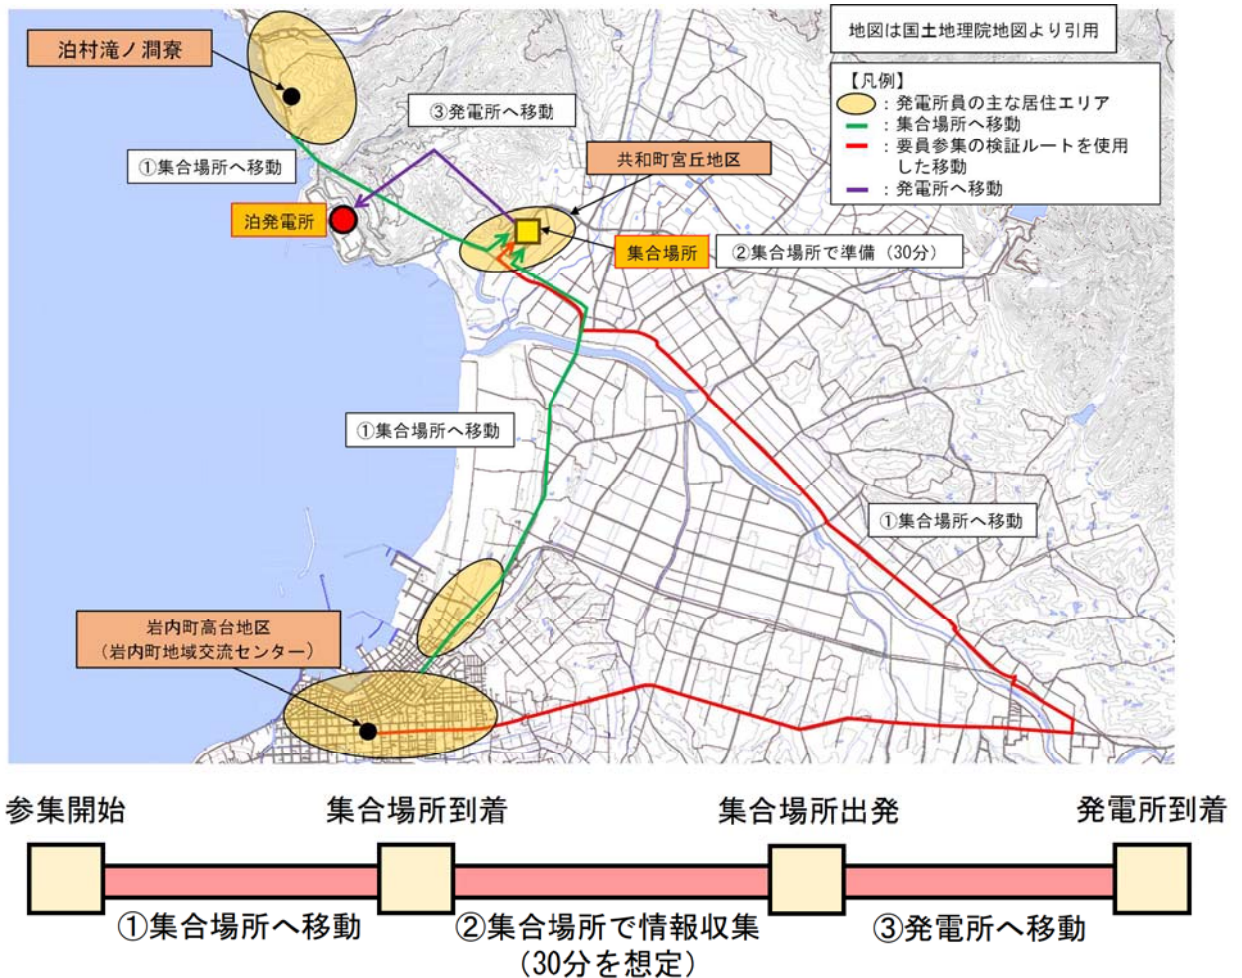 地図は国土地理院地図より引用
泊村滝ノ澗寮
【凡例】
：発電所員の主な居住エリア
：集合場所へ移動
：要員参集の検証ルートを使用
した移動
：発電所へ移動
③発電所へ移動
①集合場所へ移動
共和町宮丘地区
泊発電所
集合場所
②集合場所で準備（30分）
①集合場所へ移動
①集合場所へ移動
岩内町高台地区
（岩内町地域交流センター）
参集開始
集合場所到着
集合場所出発
発電所到着
①集合場所へ移動
②集合場所で情報収集
（30分を想定）
③発電所へ移動